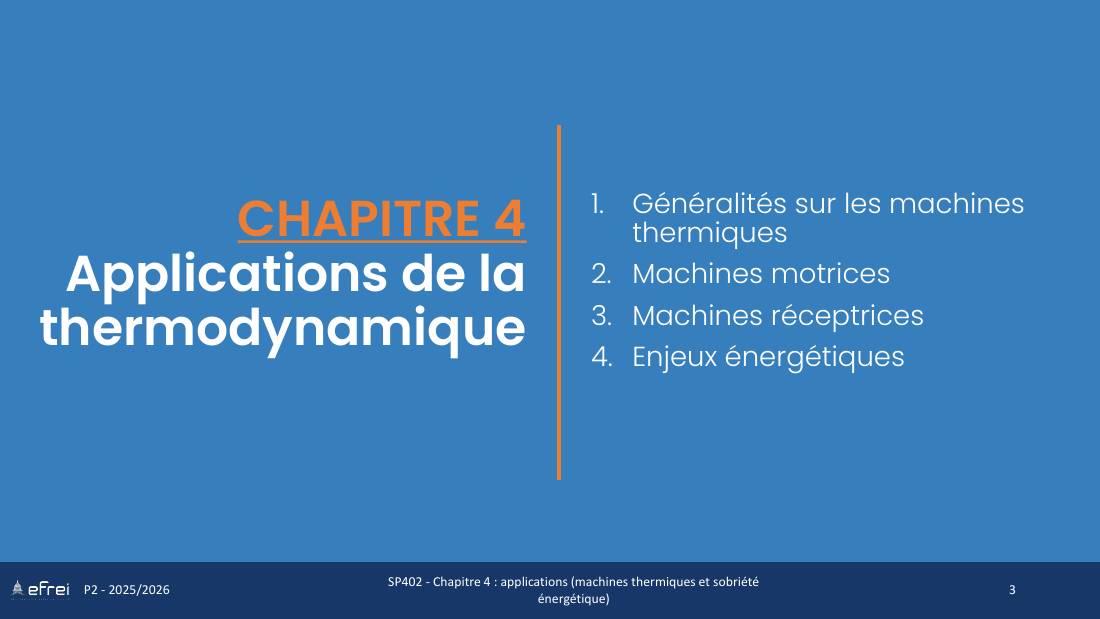 CHAPITRE 4
Applications de la
thermodynamique
1. Généralités sur les machines
thermiques
2. Machines motrices
3. Machines réceptrices
4. Enjeux énergétiques
efrei
P2 - 2025/2026
SP402 - Chapitre 4 : applications (machines thermiques et sobriété
énergétique)
3